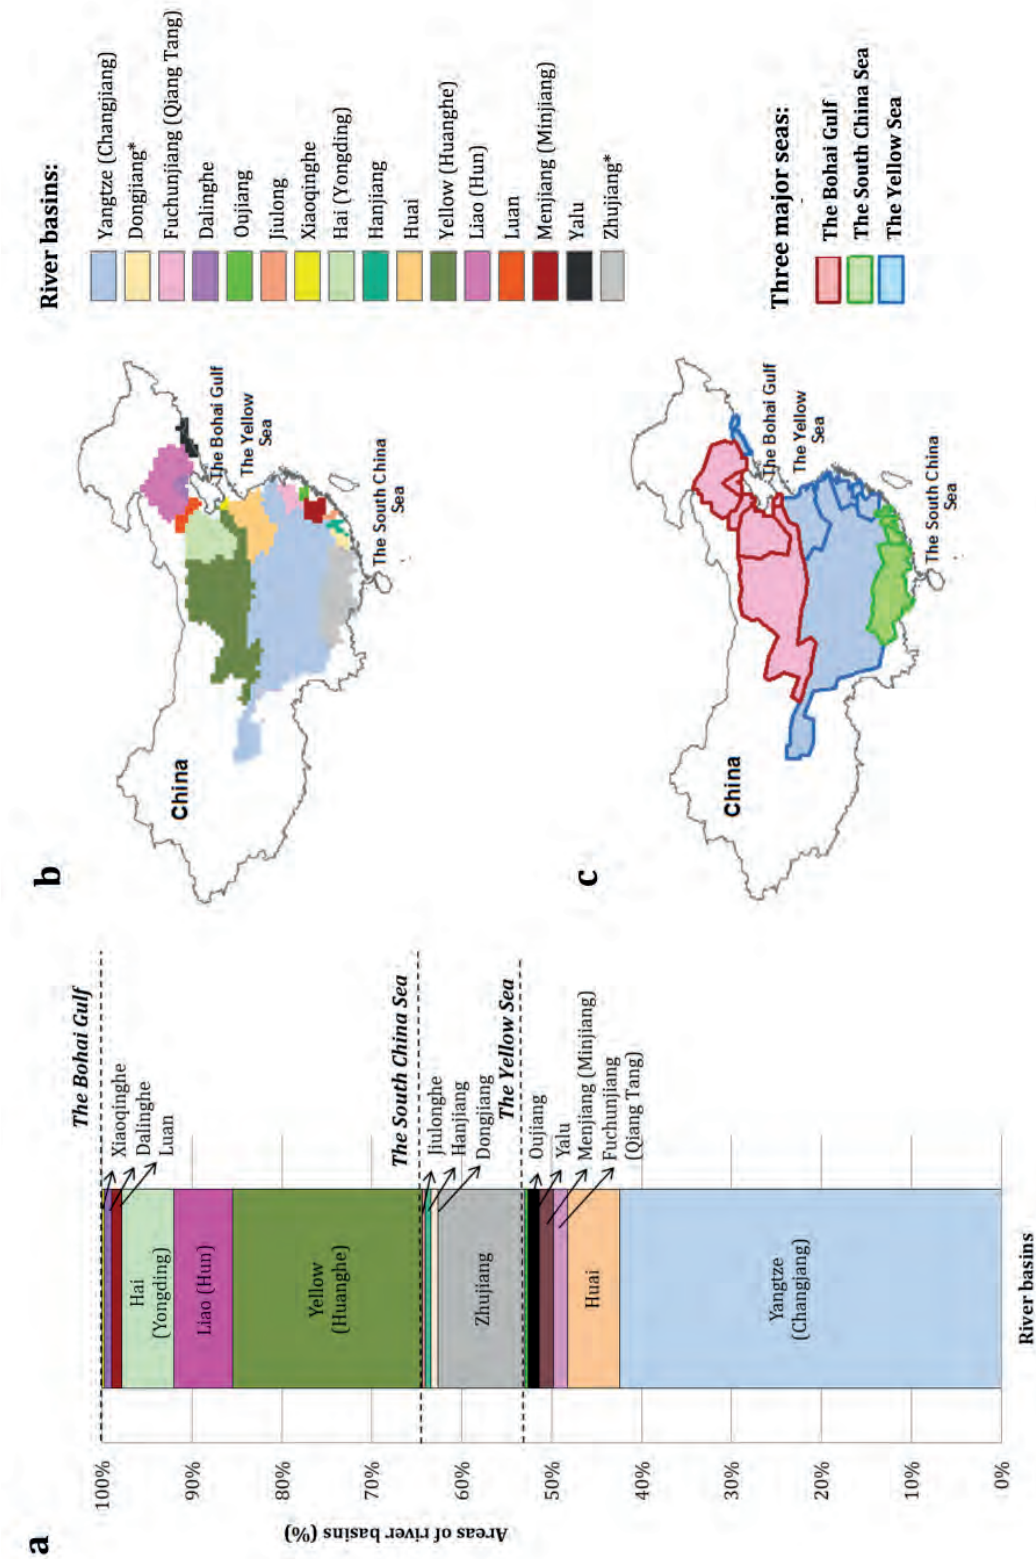 a
Areas of river basins (%)
100%
90%
80%
70%
60%
50%
40%
30%
20%
10%
0%
The Bohai Gulf
Xiaoqinghe
Dalinghe
Luan
Hai
(Yongding)
Liao (Hun)
Yellow
(Huanghe)
The South China Sea
Jiulonghe
Hanjiang
Dongjiang
Zhujiang
The Yellow Sea
Oujiang
Yalu
Menjiang (Minjiang)
Fuchunjiang
(Qiang Tang)
Huai
Yangtze
(Changjang)
River basins
b
China
The Bohai Gulf
The Yellow
Sea
The South China
Sea
River basins:
Yangtze (Changjiang)
Dongjiang*
Fuchunjiang (Qiang Tang)
Dalinghe
Oujiang
Jiulong
Xiaoqinghe
Hai (Yongding)
Hanjiang
Huai
Yellow (Huanghe)
Liao (Hun)
Luan
Menjiang (Minjiang)
Yalu
Zhujiang*
c
China
The Bohai Gulf
The Yellow
Sea
The South China
Sea
Three major seas:
The Bohai Gulf
The South China Sea
The Yellow Sea